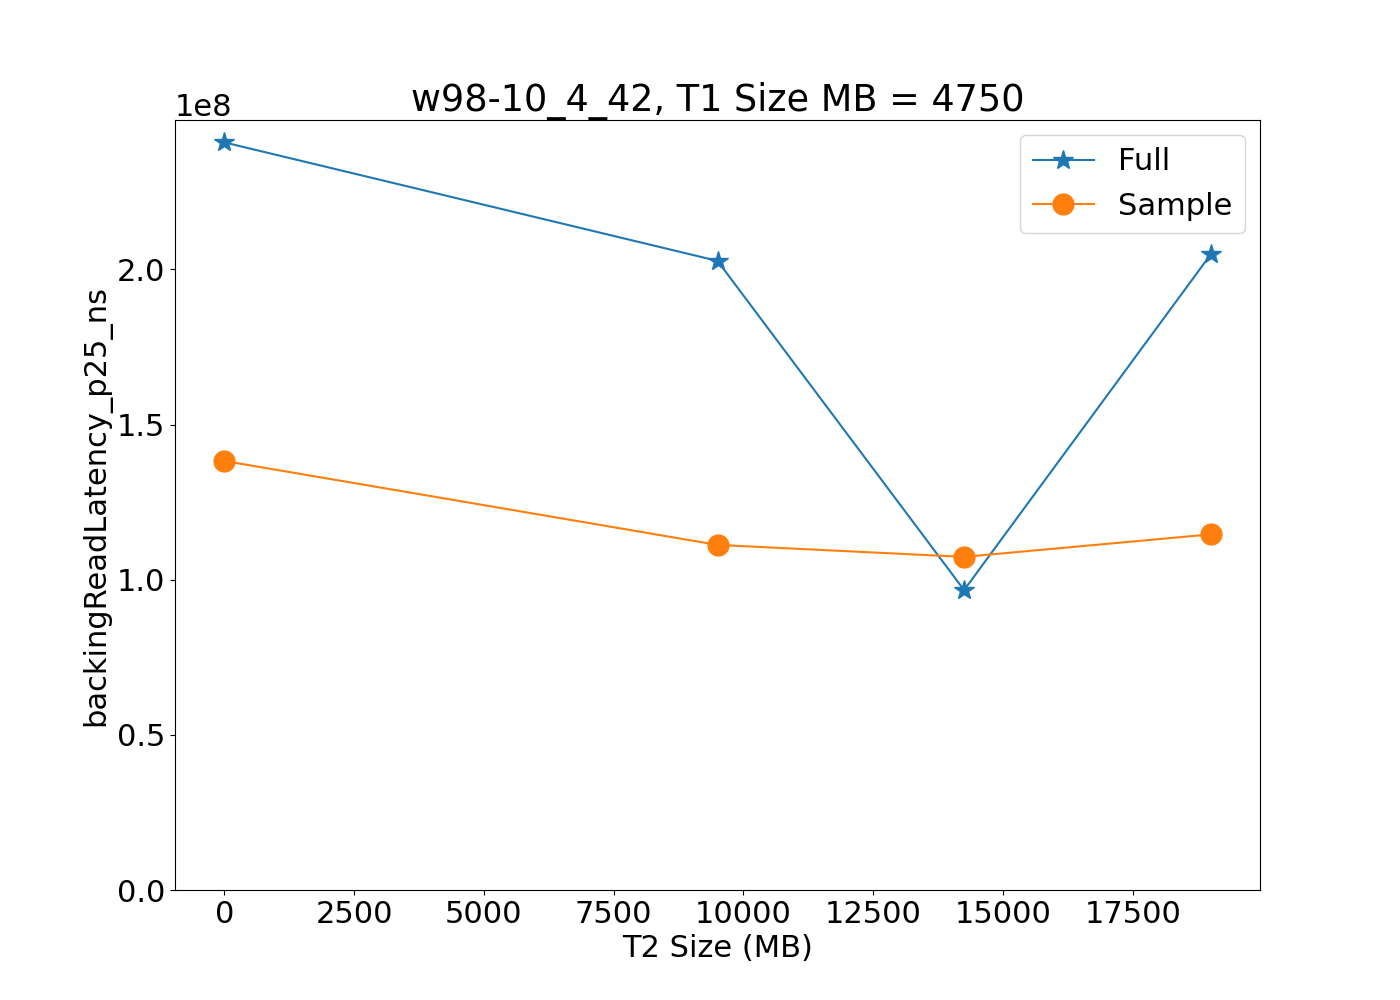 w98-10_4_42, T1 Size MB = 4750
1e8
Full
Sample
2.0
1.5
1.0
0.5
0.0
backingReadLatency_p25_ns
0 2500 5000 7500 10000 12500 15000 17500
T2 Size (MB)